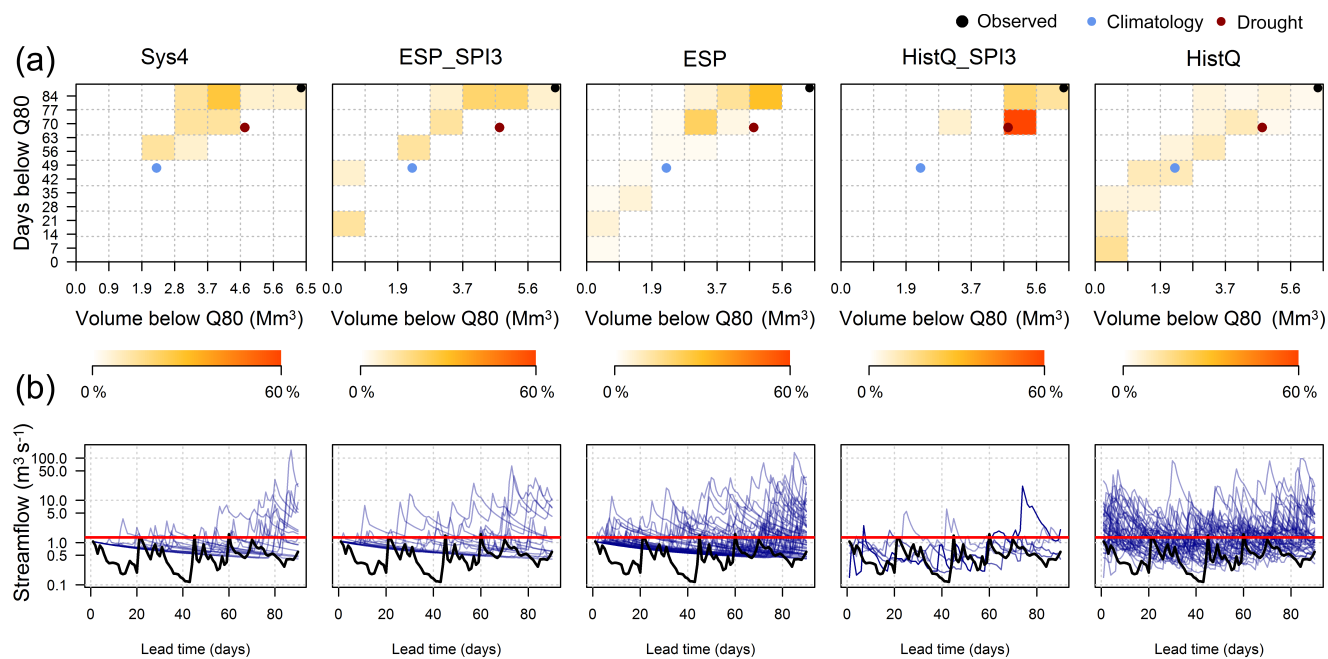 Observed Climatology Drought
(a) Sys4 ESP_SPI3 ESP HistQ_SPI3 HistQ
Days below Q80
84
77
70
63
56
49
42
35
28
21
14
7
0
0.0 0.9 1.9 2.8 3.7 4.6 5.6 6.5 1.9 3.7 5.6 0.0 1.9 3.7 5.6 0.0 1.9 3.7 5.6 0.0 1.9 3.7 5.6
Volume below Q80 (Mm³) Volume below Q80 (Mm³) Volume below Q80 (Mm³) Volume below Q80 (Mm³) Volume below Q80 (Mm³)
0 % 60 % 0 % 60 % 0 % 60 % 0 % 60 % 0 % 60 %
(b)
Streamflow (m³ s⁻¹)
100.0
50.0
10.0
5.0
1.0
0.5
0.1
0 20 40 60 80 0 20 40 60 80 0 20 40 60 80 0 20 40 60 80 0 20 40 60 80
Lead time (days) Lead time (days) Lead time (days) Lead time (days) Lead time (days)